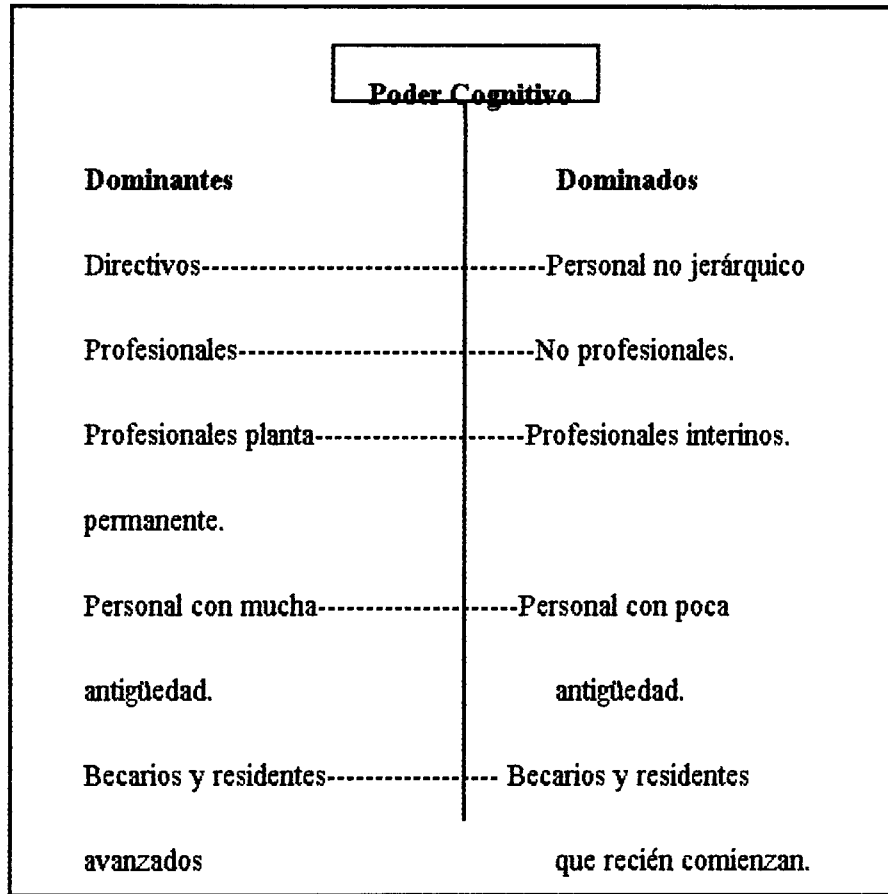 Poder Cognitivo
Dominantes Dominados
Directivos--------------------------------------Personal no jerárquico
Profesionales---------------------------------No profesionales.
Profesionales planta-----------------------Profesionales interinos.
permanente.
Personal con mucha----------------------Personal con poca
antigüedad. antigüedad.
Becarios y residentes------------------- Becarios y residentes
avanzados que recién comienzan.